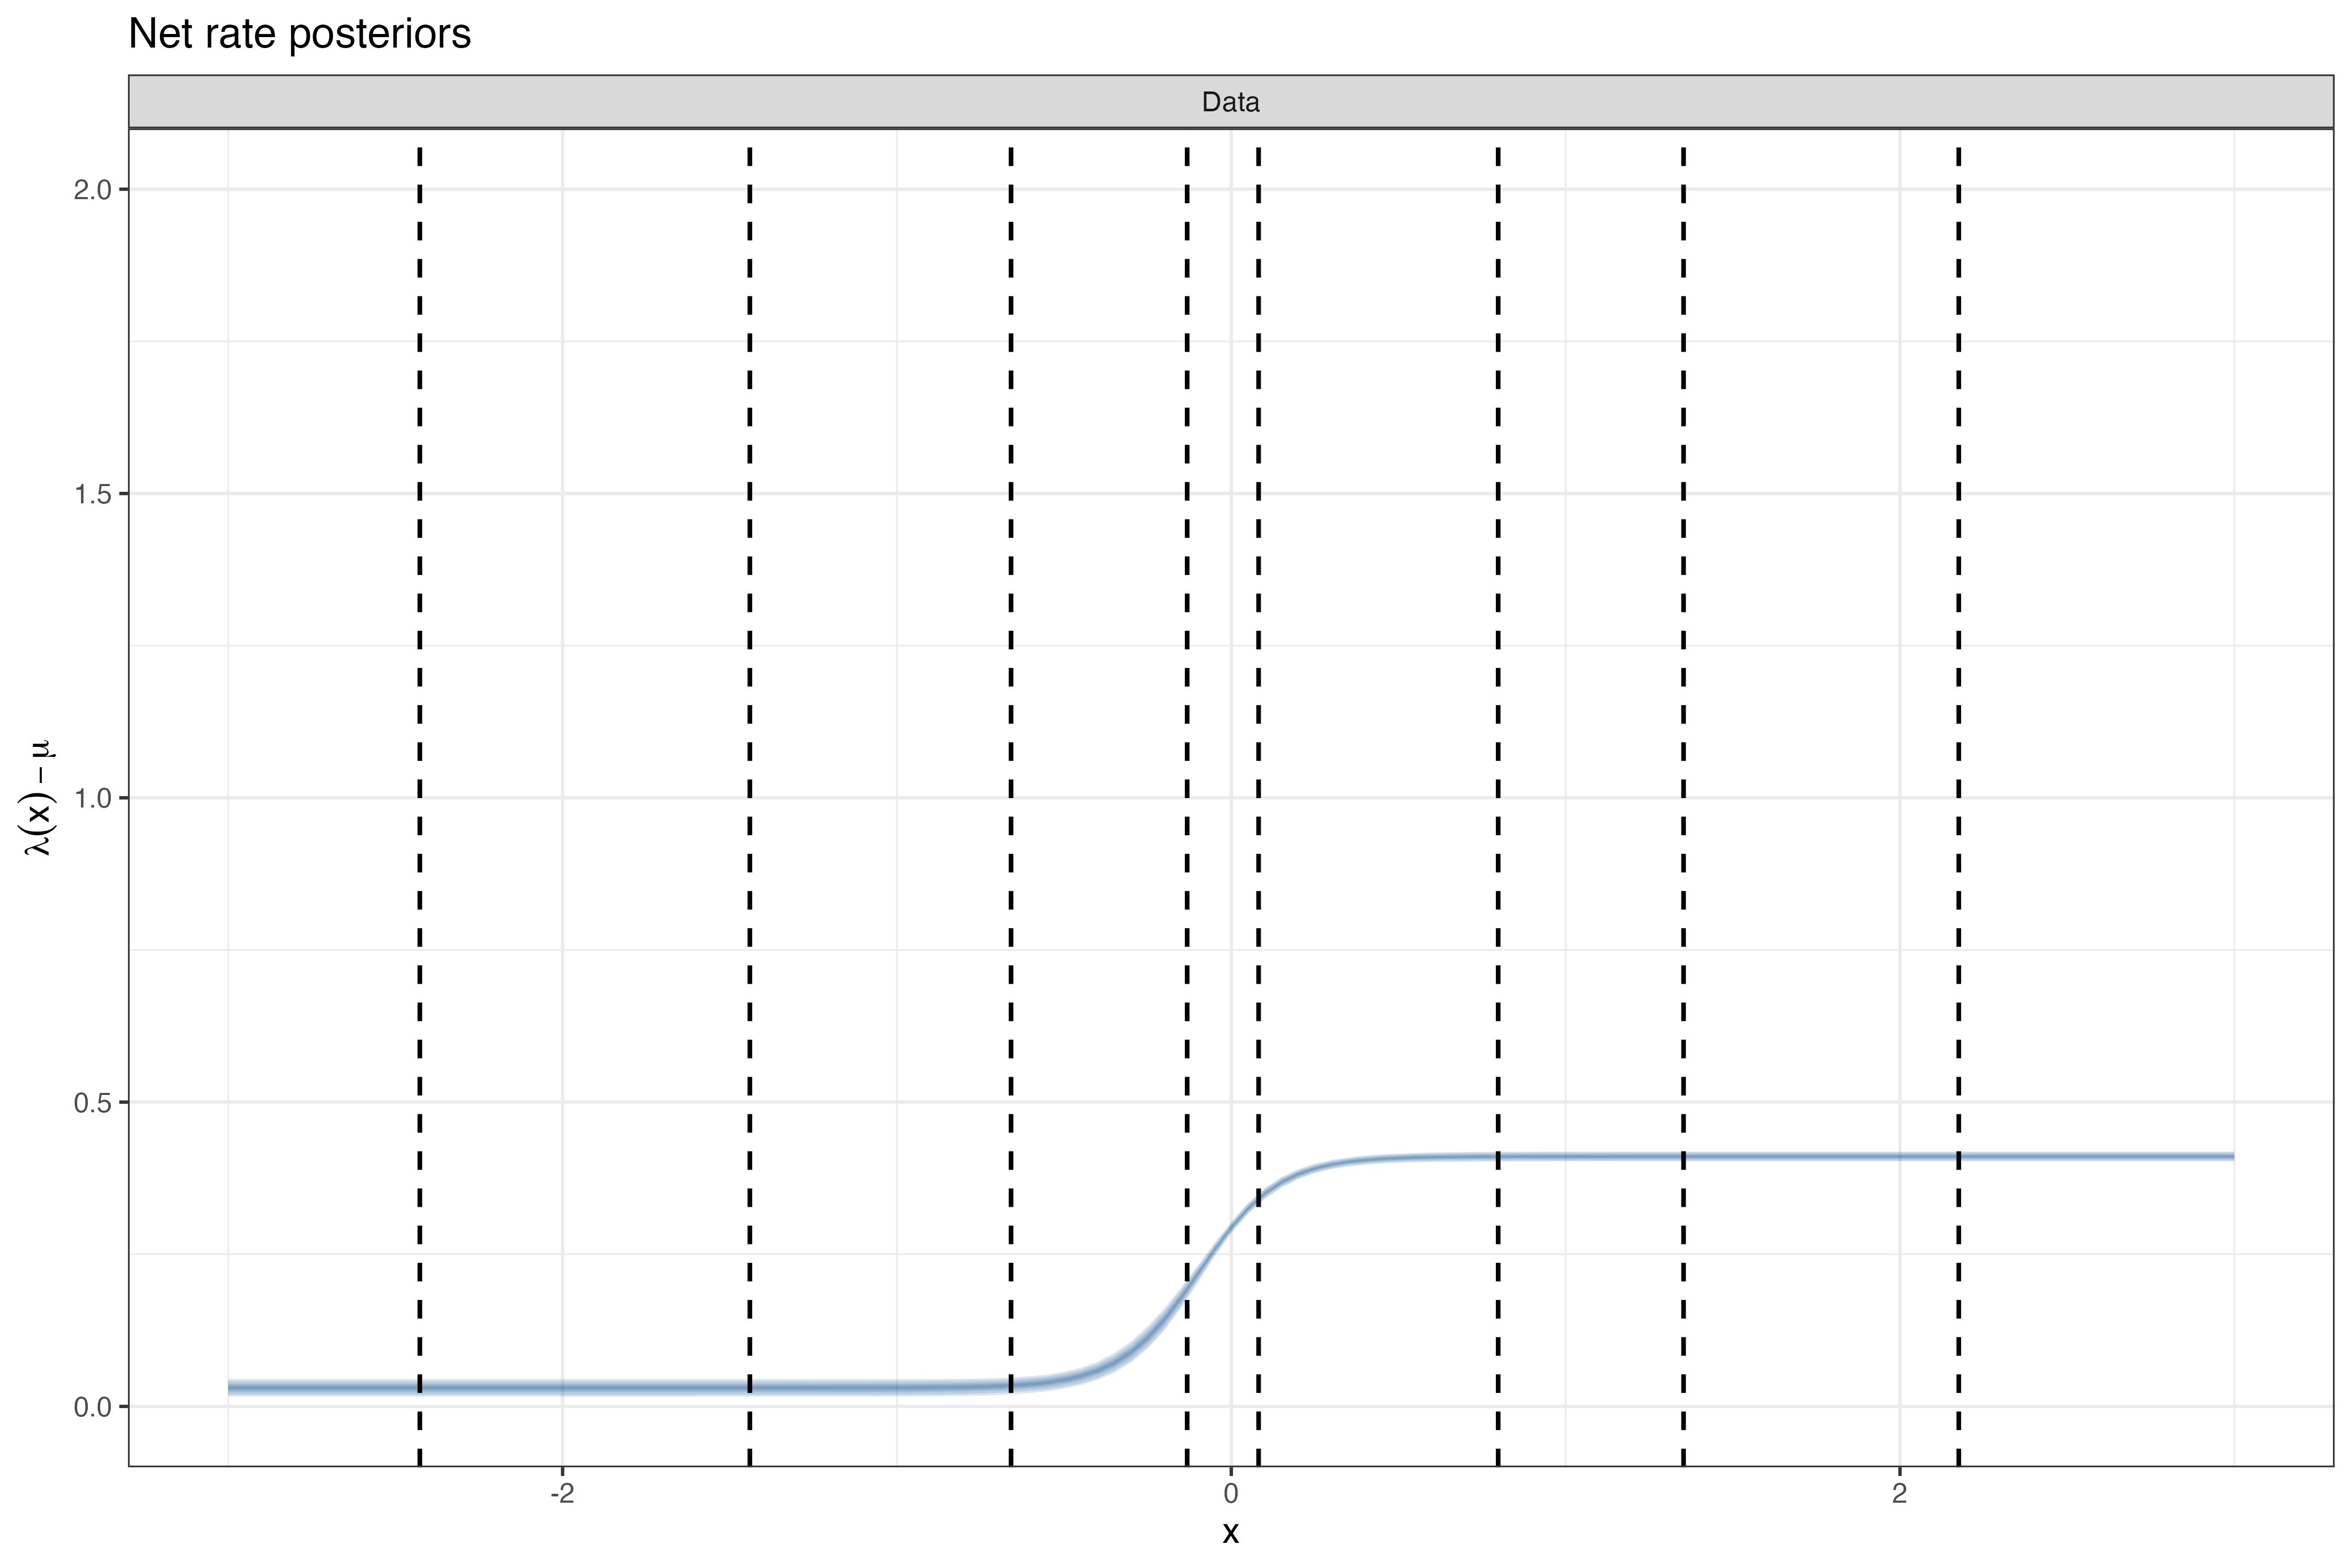 Net rate posteriors
Data
2.0
1.5
1.0
0.5
0.0
λ(x) − μ
-2
0
2
x